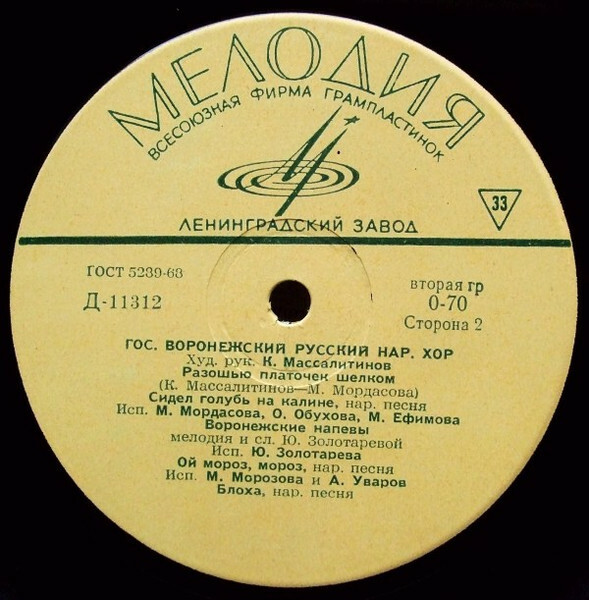 МЕЛОДИЯ
ВСЕСОЮЗНАЯ ФИРМА ГРАМПЛАСТИНОК
33
ЛЕНИНГРАДСКИЙ ЗАВОД
ГОСТ 5289-68
Д-11312
вторая гр
0-70
Сторона 2
ГОС. ВОРОНЕЖСКИЙ РУССКИЙ НАР. ХОР
Худ. рук. К. Массалитинов
Разошью платочек шелком
(К. Массалитинов—М. Мордасова)
Сидел голубь на калине, нар. песня
Исп. М. Мордасова, О. Обухова, М. Ефимова
Воронежские напевы
мелодия и сл. Ю. Золотаревой
Исп. Ю. Золотарева
Ой мороз, мороз, нар. песня
Исп. М. Морозова и А. Уваров
Блоха, нар. песня